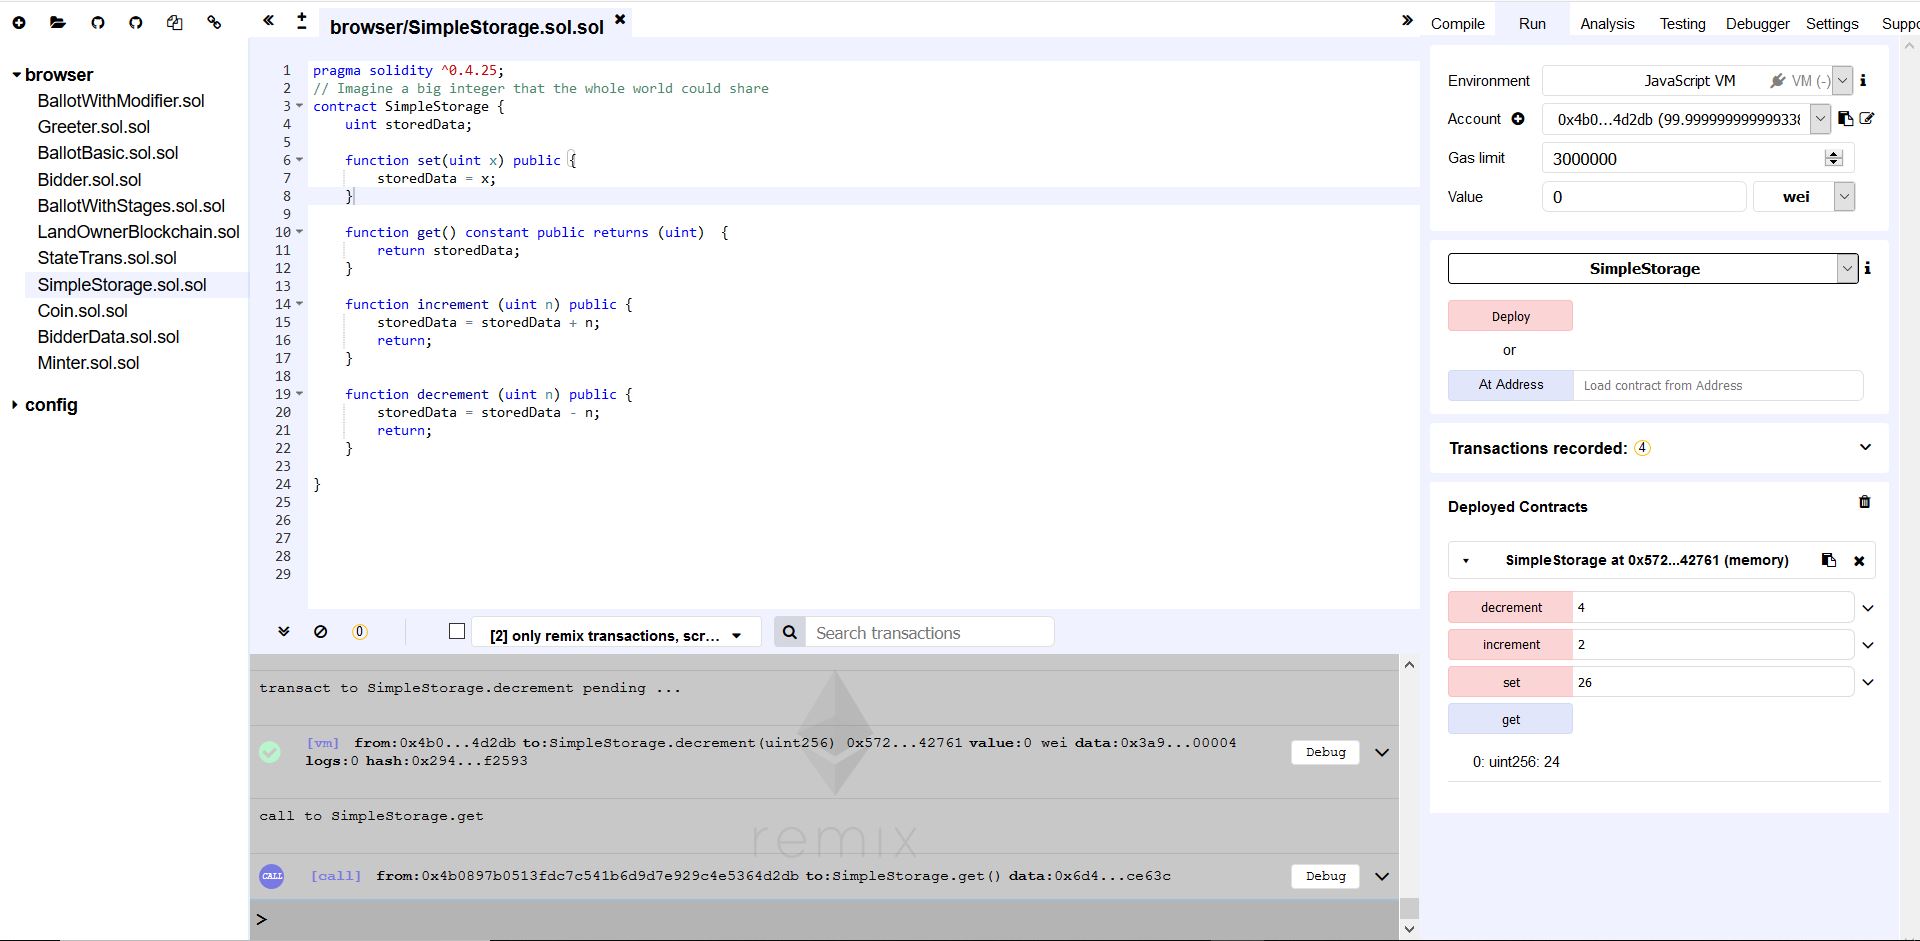 browser/SimpleStorage.sol.sol
Compile Run Analysis Testing Debugger Settings Suppo
browser
BallotWithModifier.sol
Greeter.sol.sol
BallotBasic.sol.sol
Bidder.sol.sol
BallotWithStages.sol.sol
LandOwnerBlockchain.sol
StateTrans.sol.sol
SimpleStorage.sol.sol
Coin.sol.sol
BidderData.sol.sol
Minter.sol.sol
config
1 pragma solidity ^0.4.25;
2 // Imagine a big integer that the whole world could share
3 contract SimpleStorage {
4 uint storedData;
5
6 function set(uint x) public {
7 storedData = x;
8 }
9
10 function get() constant public returns (uint) {
11 return storedData;
12 }
13
14 function increment (uint n) public {
15 storedData = storedData + n;
16 return;
17 }
18
19 function decrement (uint n) public {
20 storedData = storedData - n;
21 return;
22 }
23
24 }
25
26
27
28
29
0 [2] only remix transactions, scr... Search transactions
transact to SimpleStorage.decrement pending ...
[vm] from:0x4b0...4d2db to:SimpleStorage.decrement(uint256) 0x572...42761 value:0 wei data:0x3a9...00004
logs:0 hash:0x294...f2593
Debug
call to SimpleStorage.get
remix
CALL [call] from:0x4b0897b0513fdc7c541b6d9d7e929c4e5364d2db to:SimpleStorage.get() data:0x6d4...ce63c
Debug
>
Environment JavaScript VM VM (-)
Account 0x4b0...4d2db (99.999999999999338
Gas limit 3000000
Value 0 wei
SimpleStorage
Deploy
or
At Address Load contract from Address
Transactions recorded: 4
Deployed Contracts
SimpleStorage at 0x572...42761 (memory)
decrement 4
increment 2
set 26
get
0: uint256: 24